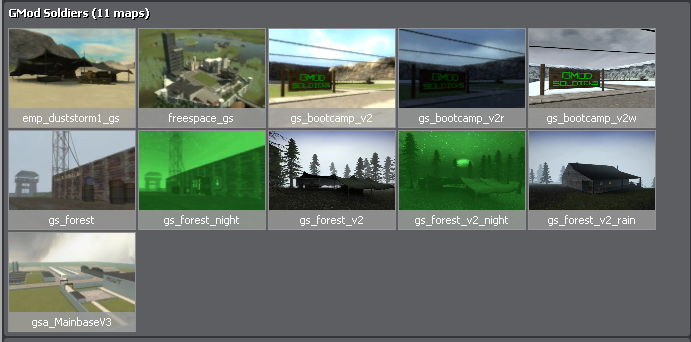 GMod Soldiers (11 maps)
GMOD
SOLDIERS
GMOD
SOLDIERS
GMOD
SOLDIERS
emp_duststorm1_gs
freespace_gs
gs_bootcamp_v2
gs_bootcamp_v2r
gs_bootcamp_v2w
gs_forest
gs_forest_night
gs_forest_v2
gs_forest_v2_night
gs_forest_v2_rain
gsa_MainbaseV3